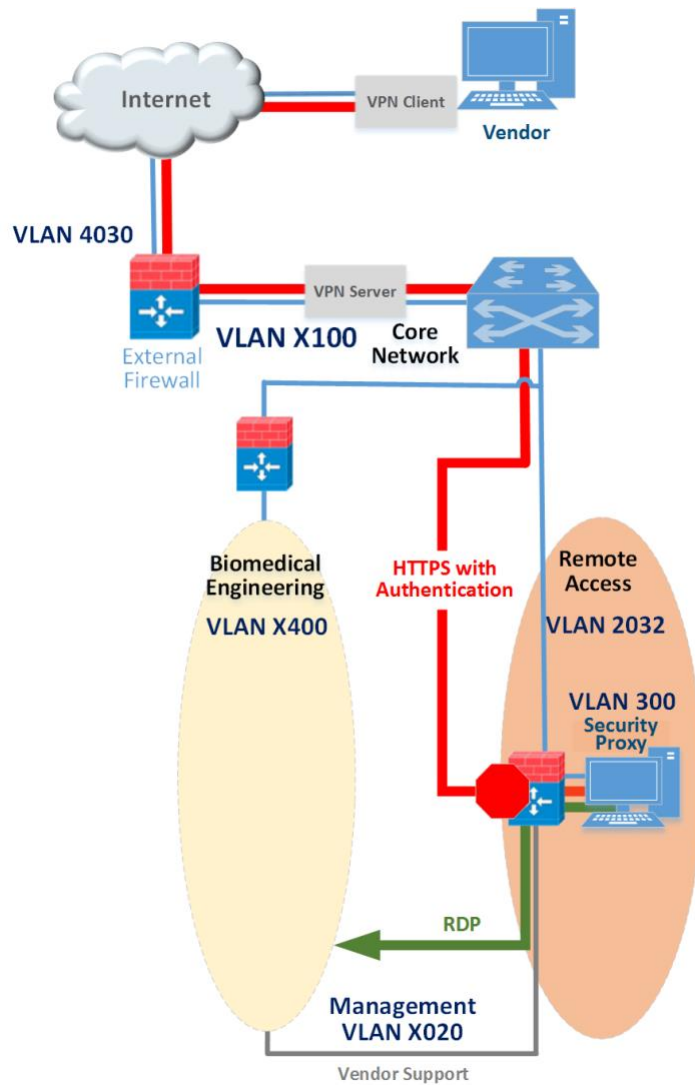 Internet
VPN Client
Vendor
VLAN 4030
VPN Server
VLAN X100
Core
Network
External
Firewall
Biomedical
Engineering
VLAN X400
HTTPS with
Authentication
Remote
Access
VLAN 2032
VLAN 300
Security
Proxy
RDP
Management
VLAN X020
Vendor Support